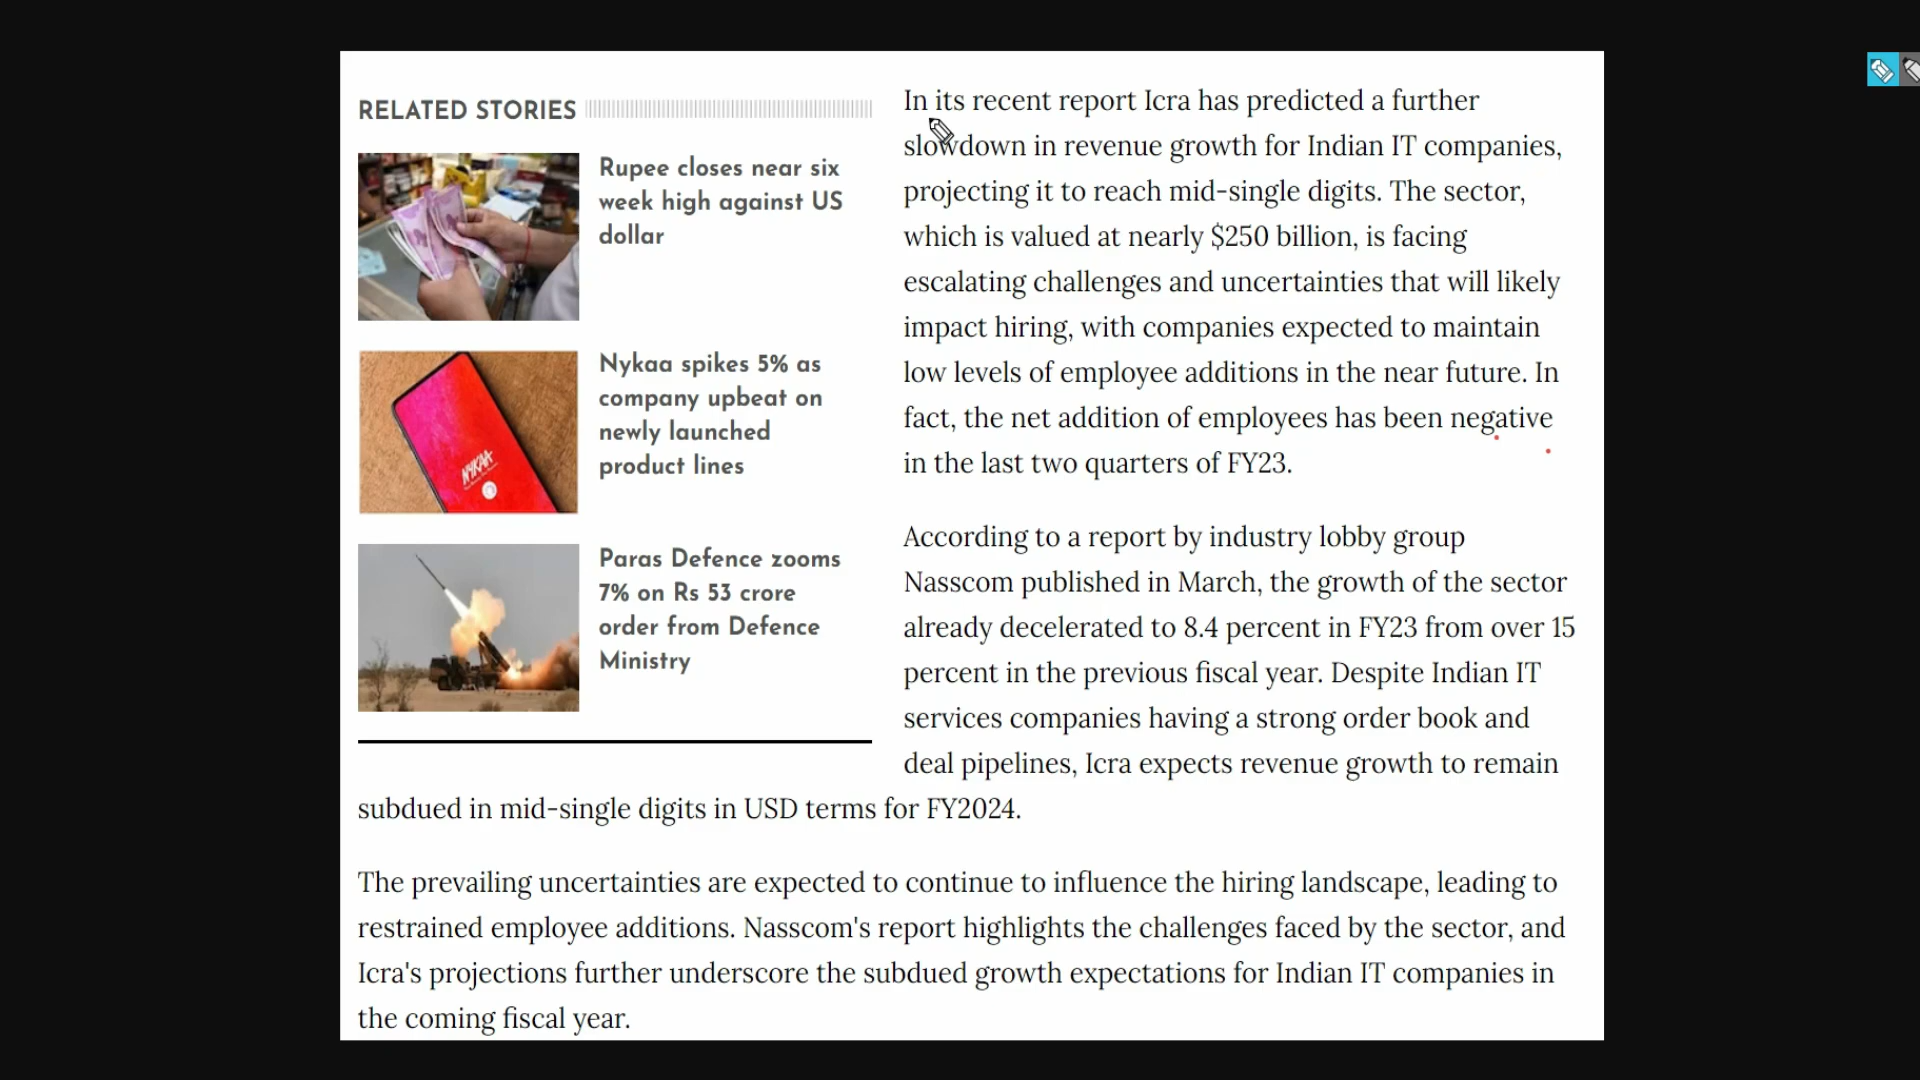 RELATED STORIES
Rupee closes near six
week high against US
dollar
NYKAA
Nykaa spikes 5% as
company upbeat on
newly launched
product lines
Paras Defence zooms
7% on Rs 53 crore
order from Defence
Ministry
In its recent report Icra has predicted a further
slowdown in revenue growth for Indian IT companies,
projecting it to reach mid-single digits. The sector,
which is valued at nearly $250 billion, is facing
escalating challenges and uncertainties that will likely
impact hiring, with companies expected to maintain
low levels of employee additions in the near future. In
fact, the net addition of employees has been negative
in the last two quarters of FY23.
According to a report by industry lobby group
Nasscom published in March, the growth of the sector
already decelerated to 8.4 percent in FY23 from over 15
percent in the previous fiscal year. Despite Indian IT
services companies having a strong order book and
deal pipelines, Icra expects revenue growth to remain
subdued in mid-single digits in USD terms for FY2024.
The prevailing uncertainties are expected to continue to influence the hiring landscape, leading to
restrained employee additions. Nasscom's report highlights the challenges faced by the sector, and
Icra's projections further underscore the subdued growth expectations for Indian IT companies in
the coming fiscal year.